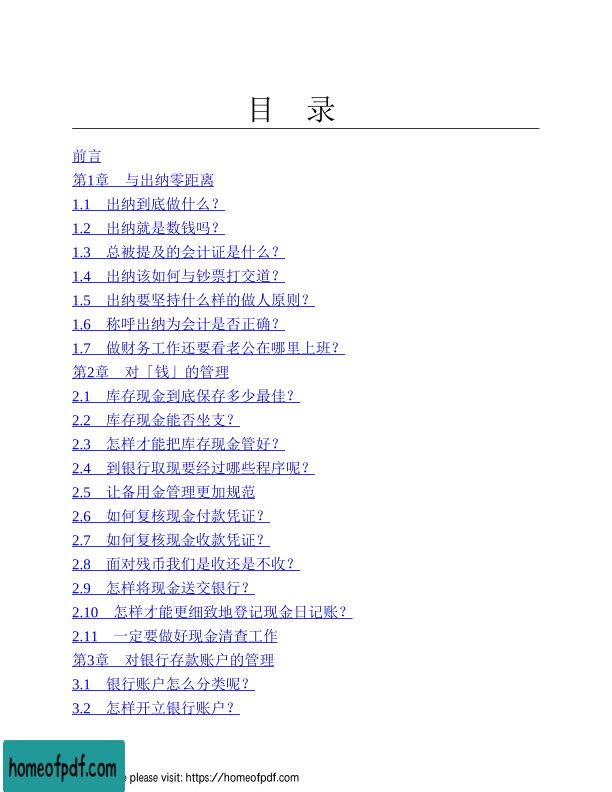 目 录
前言
第1章 与出纳零距离
1.1 出纳到底做什么？
1.2 出纳就是数钱吗？
1.3 总被提及的会计证是什么？
1.4 出纳该如何与钞票打交道？
1.5 出纳要坚持什么样的做人原则？
1.6 称呼出纳为会计是否正确？
1.7 做财务工作还要看老公在哪里上班？
第2章 对「钱」的管理
2.1 库存现金到底保存多少最佳？
2.2 库存现金能否坐支？
2.3 怎样才能把库存现金管好？
2.4 到银行取现要经过哪些程序呢？
2.5 让备用金管理更加规范
2.6 如何复核现金付款凭证？
2.7 如何复核现金收款凭证？
2.8 面对残币我们是收还是不收？
2.9 怎样将现金送交银行？
2.10 怎样才能更细致地登记现金日记账？
2.11 一定要做好现金清查工作
第3章 对银行存款账户的管理
3.1 银行账户怎么分类呢？
3.2 怎样开立银行账户？
homeofpdf.com
e please visit: https://homeofpdf.com